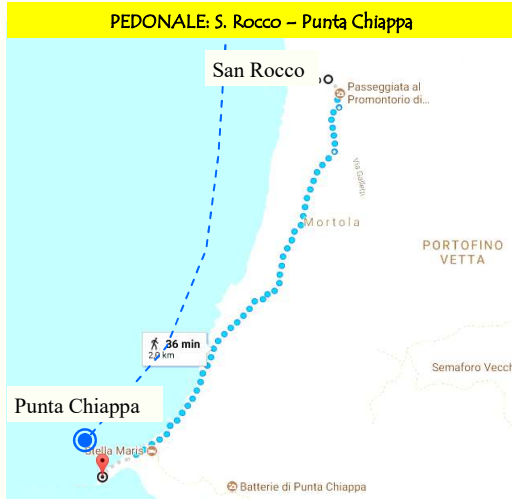 PEDONALE: S. Rocco – Punta Chiappa
San Rocco
Passeggiata al
Promontorio di...
Via Galletti
Mortola
PORTOFINO
VETTA
36 min
2,0 km
Semaforo Vecch
Punta Chiappa
Stella Maris
Batterie di Punta Chiappa